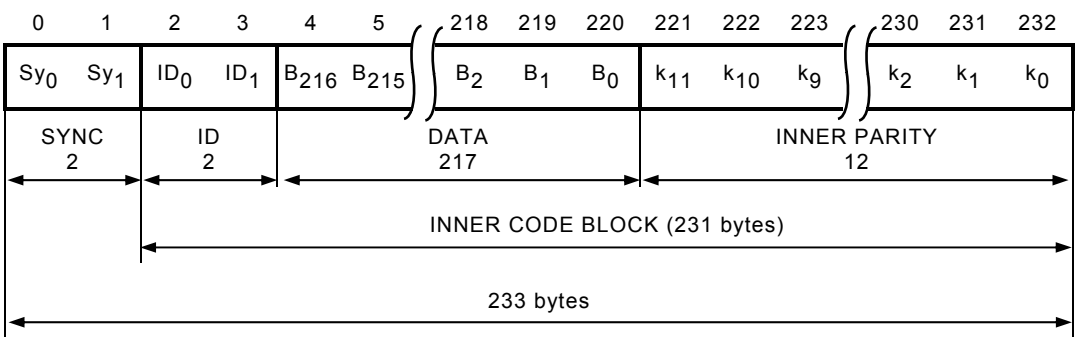 0 1 2 3 4 5 218 219 220 221 222 223 230 231 232
Sy0 Sy1 ID0 ID1 B216 B215 B2 B1 B0 k11 k10 k9 k2 k1 k0
SYNC ID DATA INNER PARITY
2 2 217 12
INNER CODE BLOCK (231 bytes)
233 bytes